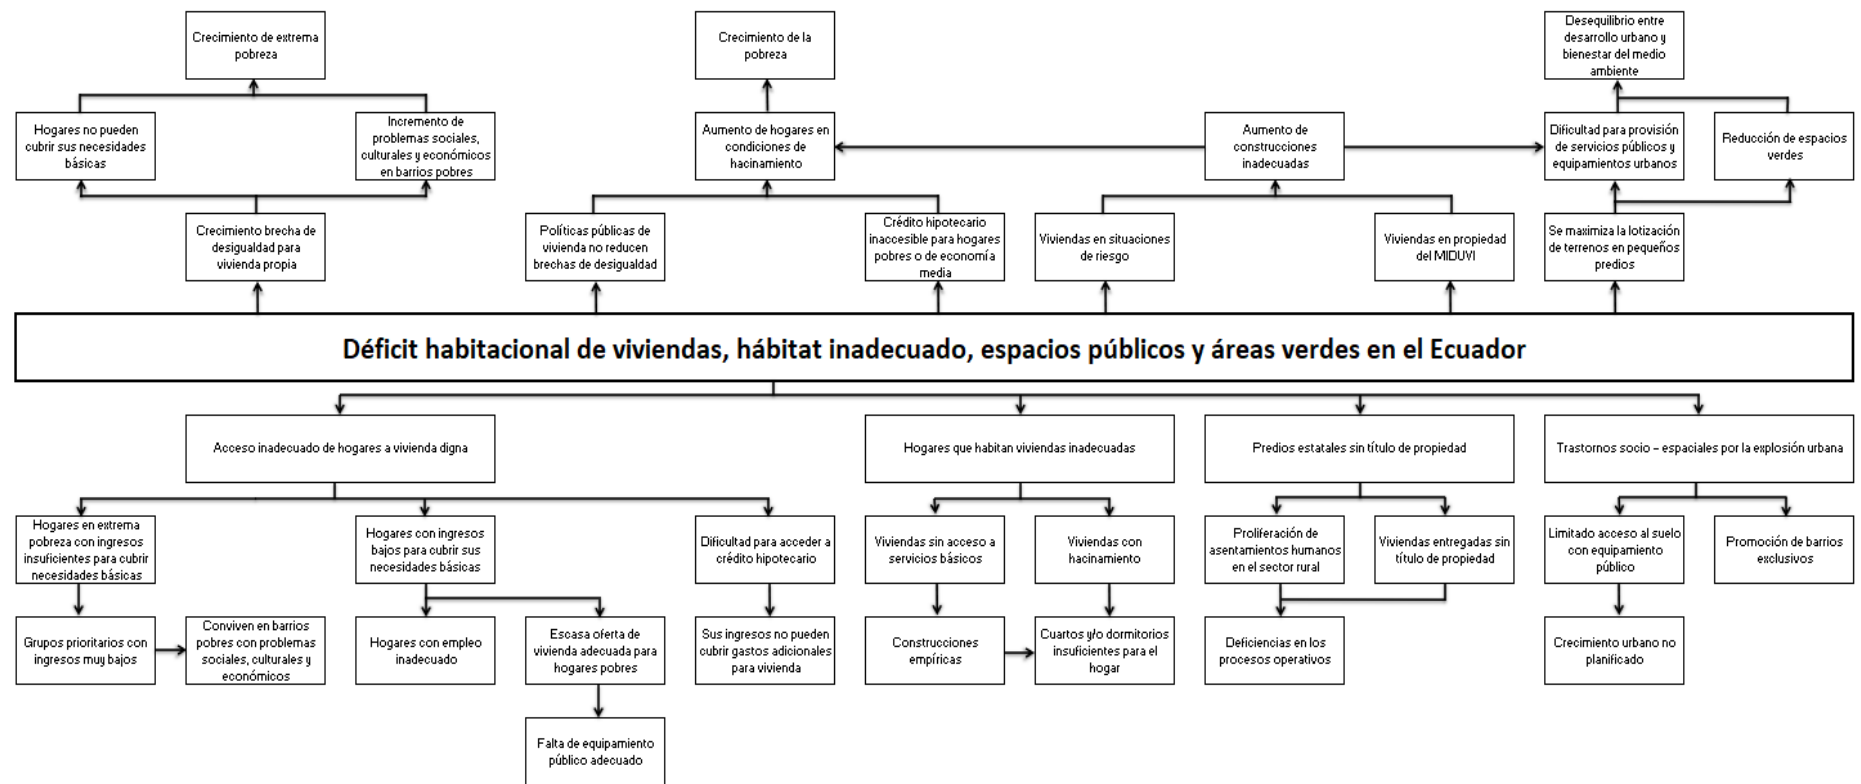 Crecimiento de extrema
pobreza
Crecimiento de la
pobreza
Desequilibrio entre
desarrollo urbano y
bienestar del medio
ambiente
Hogares no pueden
cubrir sus necesidades
básicas
Incremento de
problemas sociales,
culturales y económicos
en barrios pobres
Aumento de hogares en
condiciones de
hacinamiento
Aumento de
construcciones
inadecuadas
Dificultad para provisión
de servicios públicos y
equipamientos urbanos
Reducción de espacios
verdes
Crecimiento brecha de
desigualdad para
vivienda propia
Políticas públicas de
vivienda no reducen
brechas de desigualdad
Crédito hipotecario
inaccesible para hogares
pobres o de economía
media
Viviendas en situaciones
de riesgo
Viviendas en propiedad
del MIDUVI
Se maximiza la lotización
de terrenos en pequeños
predios
Déficit habitacional de viviendas, hábitat inadecuado, espacios públicos y áreas verdes en el Ecuador
Acceso inadecuado de hogares a vivienda digna
Hogares que habitan viviendas inadecuadas
Predios estatales sin título de propiedad
Trastornos socio – espaciales por la explosión urbana
Hogares en extrema
pobreza con ingresos
insuficientes para cubrir
necesidades básicas
Hogares con ingresos
bajos para cubrir sus
necesidades básicas
Dificultad para acceder a
crédito hipotecario
Viviendas sin acceso a
servicios básicos
Viviendas con
hacinamiento
Proliferación de
asentamientos humanos
en el sector rural
Viviendas entregadas sin
título de propiedad
Limitado acceso al suelo
con equipamiento
público
Promoción de barrios
exclusivos
Grupos prioritarios con
ingresos muy bajos
Conviven en barrios
pobres con problemas
sociales, culturales y
económicos
Hogares con empleo
inadecuado
Escasa oferta de
vivienda adecuada para
hogares pobres
Sus ingresos no pueden
cubrir gastos adicionales
para vivienda
Construcciones
empíricas
Cuartos y/o dormitorios
insuficientes para el
hogar
Deficiencias en los
procesos operativos
Crecimiento urbano no
planificado
Falta de equipamiento
público adecuado